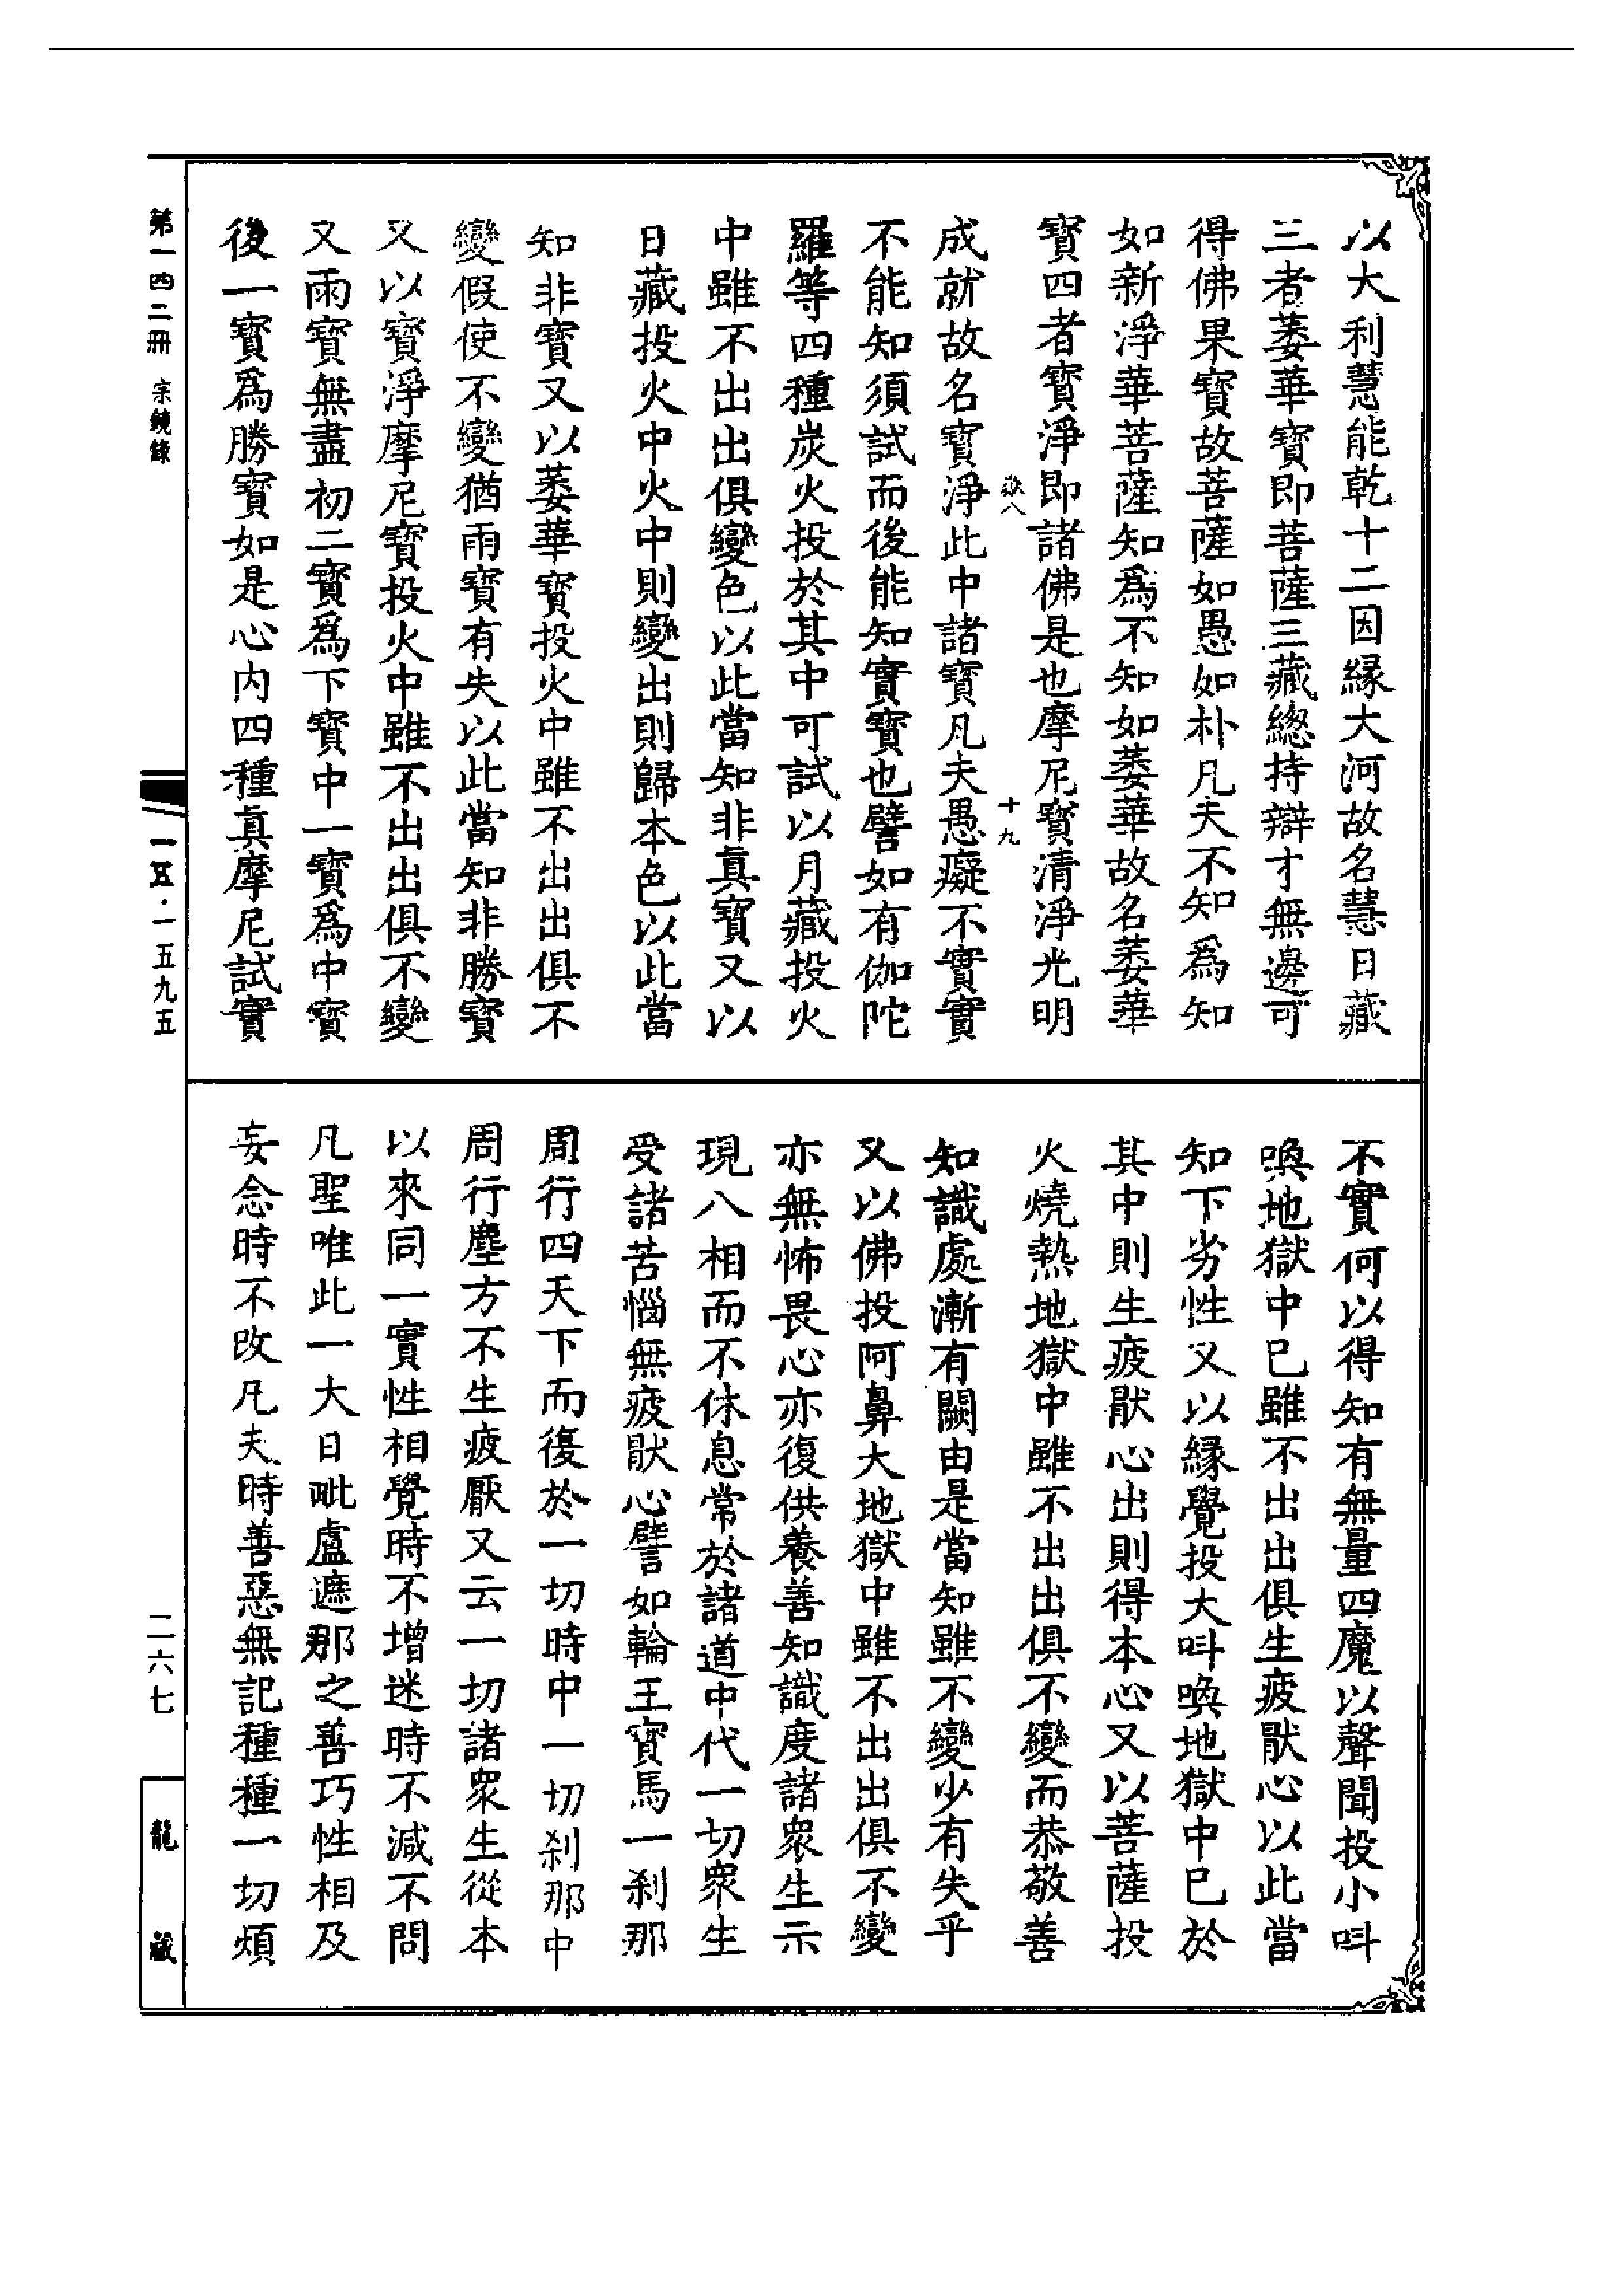 以大利慧能乾十二因縁大河故名慧日藏
三者萎華寶即菩薩三藏緫持辯才無邊可
得佛果寶故菩薩如愚如朴凡夫不知爲知
如新淨華菩薩知爲不知如萎華故名萎華
寶四者寶淨即諸佛是也摩尼寶清淨光明
十九
成就故名寶淨此中諸寶凡夫愚癡不實實
不能知須試而後能知實寶也譬如有伽陀
羅等四種炭火投於其中可試以月藏投火
中雖不出出俱變色以此當知非真寶又以
日藏投火中火中則變出則歸本色以此當
知非寶又以萎華寶投火中雖不出出俱不
變假使不變猶雨寶有失以此當知非勝寶
又以寶淨摩尼寶投火中雖不出出俱不變
又雨寶無盡初二寶爲下寶中一寶爲中寶
後一寶爲勝寶如是心内四種真摩尼試實
不實何以得知有無量四魔以聲聞投小呌
喚地獄中已雖不出出俱生疲猒心以此當
知下劣性又以縁覺投大呌喚地獄中已於
其中則生疲猒心出則得本心又以菩薩投
火燒熱地獄中雖不出出俱不變而恭敬善
知識處漸有闕由是當知雖不變少有失乎
又以佛投阿鼻大地獄中雖不出出俱不變
亦無怖畏心亦復供養善知識度諸衆生示
現八相而不休息常於諸道中代一切衆生
受諸苦惱無疲猒心譬如輪王寶馬一刹那
周行四天下而復於一切時中一切刹那中
周行塵方不生疲厭又云一切諸衆生從本
以來同一實性相覺時不增迷時不減不問
凡聖唯此一大日毗盧遮那之善巧性相及
妄念時不改凡夫時善惡無記種種一切煩
第一四二冊 宗鏡錄
一五·一五九五
二六七
龍藏